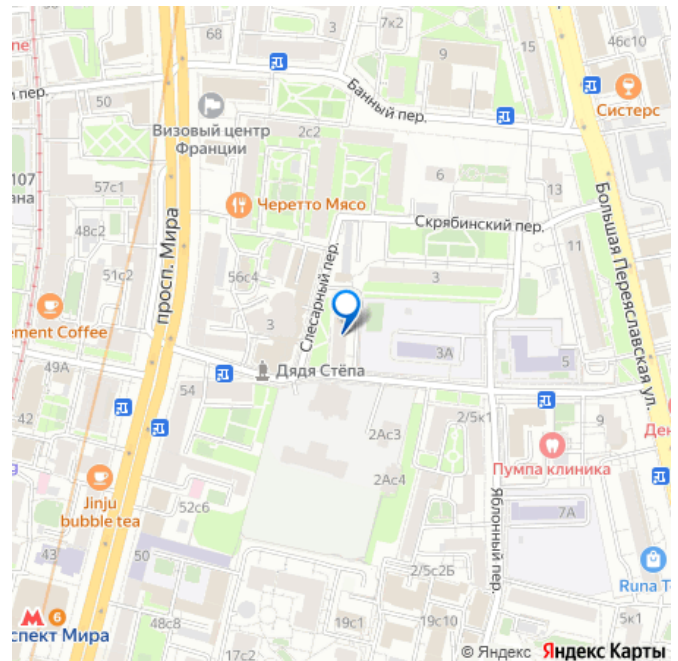 68
3
7к2
46с10
9
15
пер.
50
Банный пер.
Систерс
Визовый центр
Франции
2с2
107
57с1
6
13
Черетто Мясо
Скрябинский пер.
48с2
просп. Мира
11
51с2
56с4
3
Большая Переяславская ул.
Слесарный пер.
ement Coffee
3
3А
5
49А
Дядя Стёпа
54
42
2/5к1
9
2Ас3
Пумпа клиника
2Ас4
Jinju
bubble tea
52с6
Яблонный пер.
7А
43
50
2/5с2Б
Runa T
6
спект Мира
48с8
19с1
19с10
5к1
17с2
© Яндекс Яндекс Карты